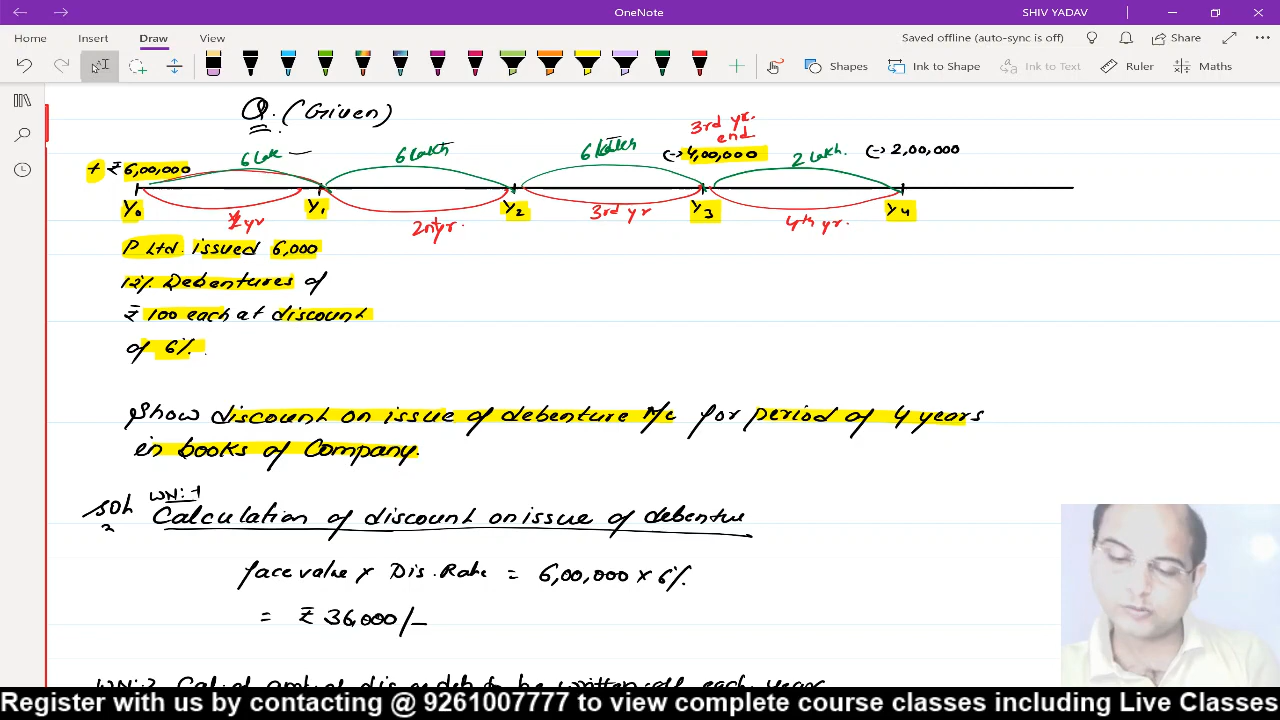 OneNote
SHIV YADAV
Home Insert Draw View
Saved offline (auto-sync is off) Share
Shapes Ink to Shape Ink to Text Ruler Maths
Q. (Given)
3rd yr. end
+ ₹ 6,00,000 6 Lak 6 Lakh 6 Lakh (-) 4,00,000 2 Lakh. (-) 2,00,000
Y0 Y1 Y2 Y3 Y4
1 yr 2nd yr. 3rd yr 4th yr.
P Ltd. issued 6,000
12% Debentures of
₹ 100 each at discount
of 6%.
Show discount on issue of debenture A/c for period of 4 years
in books of Company.
Soln WN:-1
Calculation of discount on issue of debentue
face value x Dis. Rate = 6,00,000 x 6%.
= ₹ 36,000/-
Register with us by contacting @ 9261007777 to view complete course classes including Live Classes